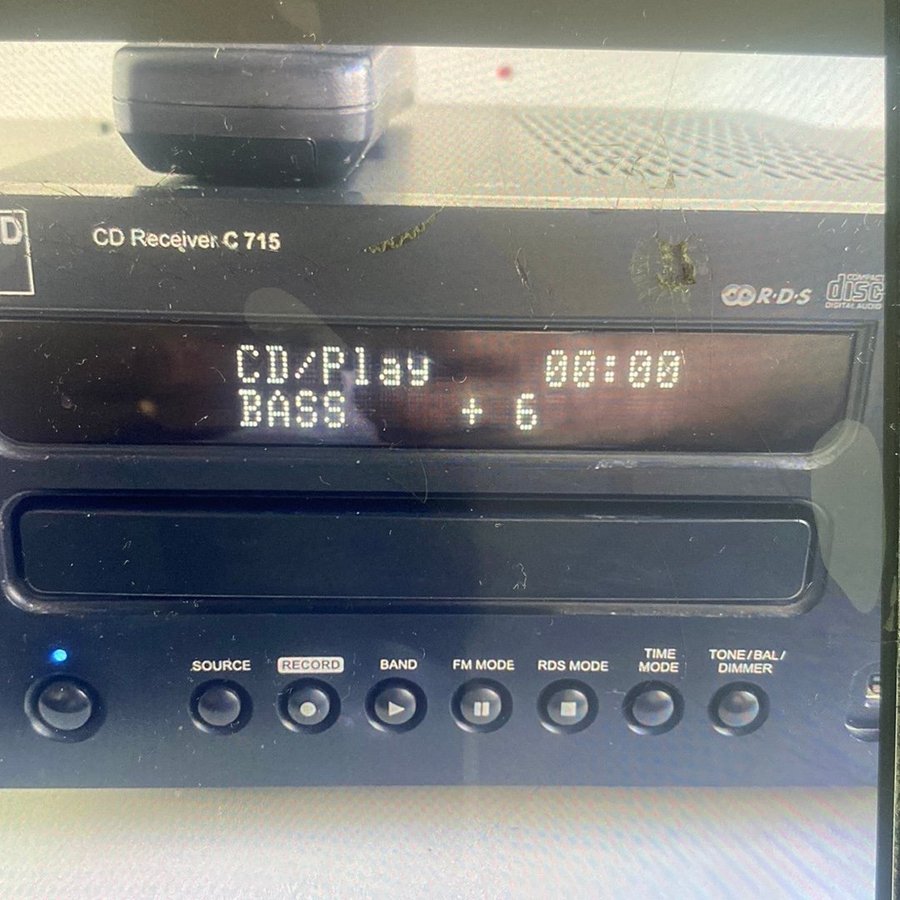 D
CD Receiver C 715
R·D·S
COMPACT
disc
DIGITAL AUDIO
CD/Play 00:00
BASS + 6
SOURCE
RECORD
BAND
FM MODE
RDS MODE
TIME
MODE
TONE/BAL/
DIMMER